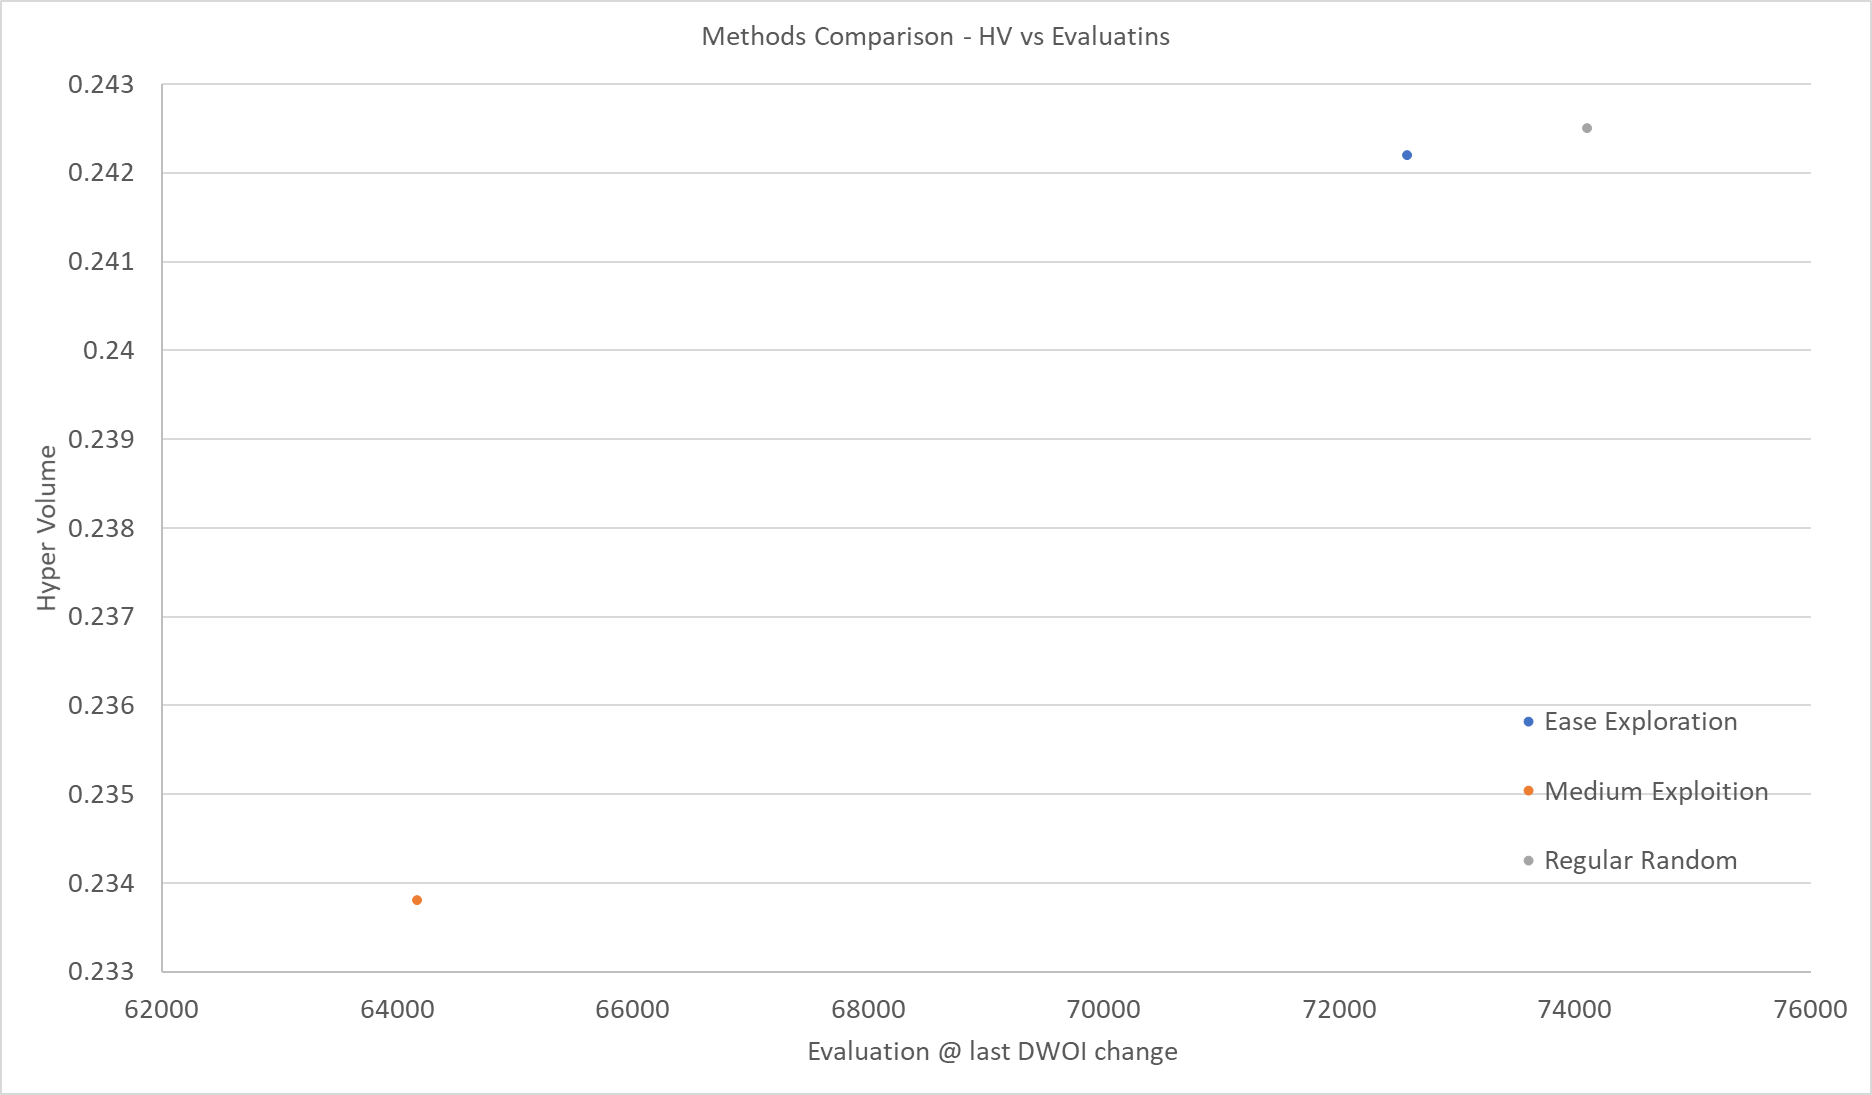 Methods Comparison - HV vs Evaluatins
0.243
0.242
0.241
0.24
0.239
0.238
0.237
0.236
0.235
0.234
0.233
Hyper Volume
Ease Exploration
Medium Exploition
Regular Random
62000 64000 66000 68000 70000 72000 74000 76000
Evaluation @ last DWOI change